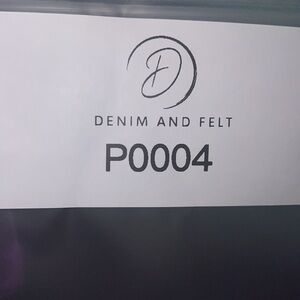 D
DENIM AND FELT
P0004